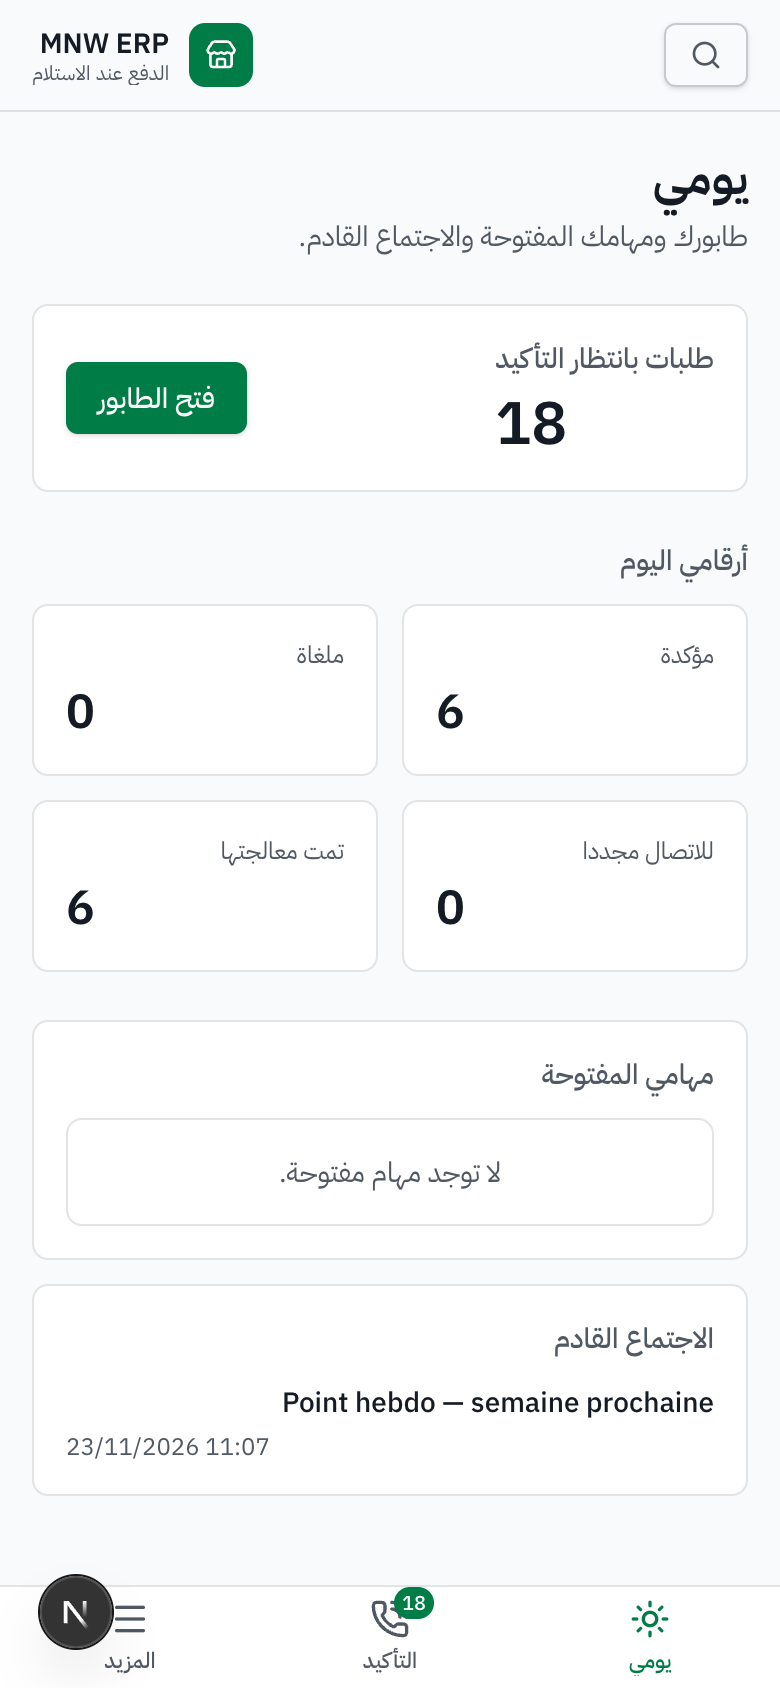 MNW ERP
الدفع عند الاستلام
يومي
طابورك ومهامك المفتوحة والاجتماع القادم.
طلبات بانتظار التأكيد
18
فتح الطابور
أرقامي اليوم
مؤكدة
6
ملغاة
0
للاتصال مجددا
0
تمت معالجتها
6
مهامي المفتوحة
لا توجد مهام مفتوحة.
الاجتماع القادم
Point hebdo — semaine prochaine
23/11/2026 11:07
يومي
18
التأكيد
المزيد
N